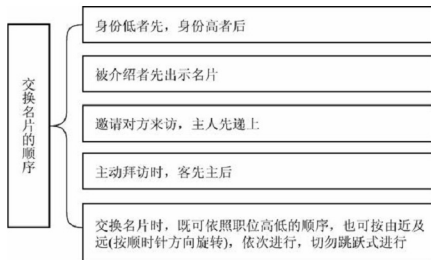 交换名片的顺序
身份低者先，身份高者后
被介绍者先出示名片
邀请对方来访，主人先递上
主动拜访时，客先主后
交换名片时，既可依照职位高低的顺序，也可按由近及
远(按顺时针方向旋转)，依次进行，切勿跳跃式进行